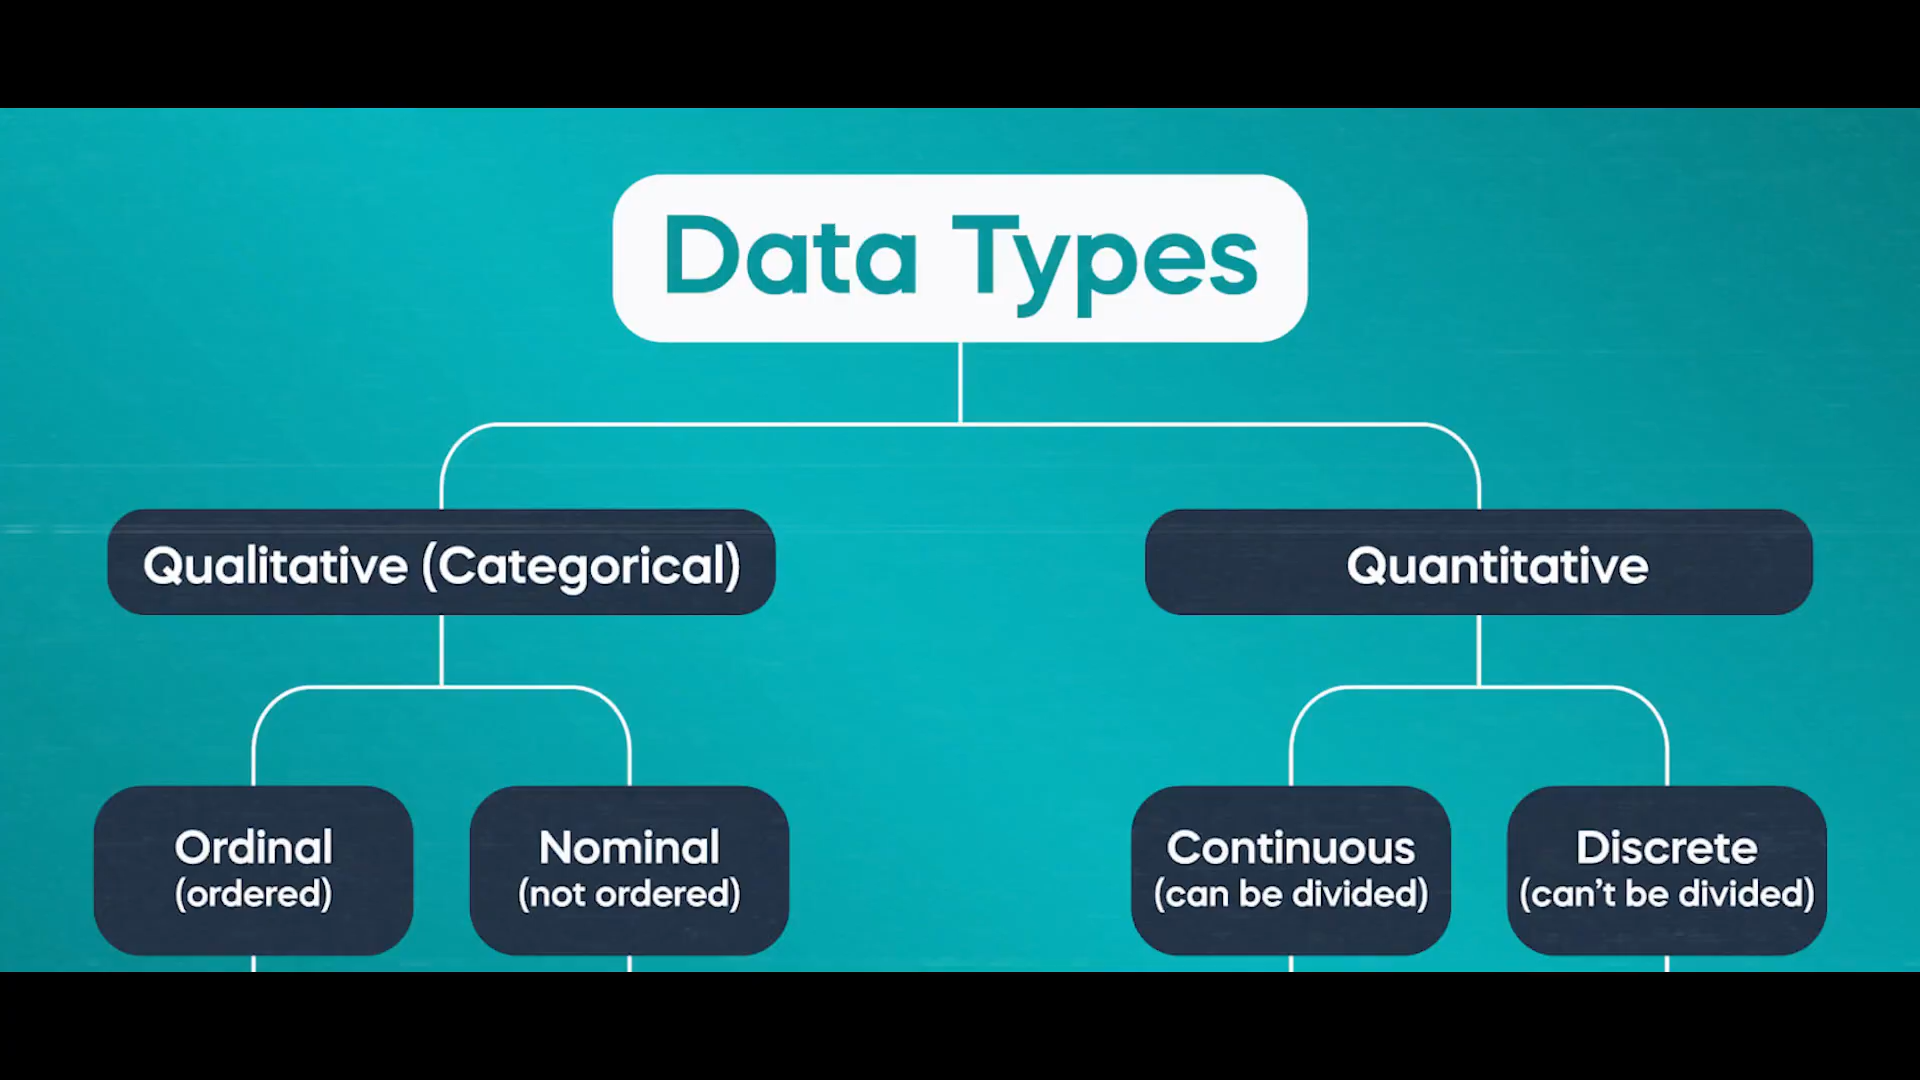 Data Types
Qualitative (Categorical)
Quantitative
Ordinal
(ordered)
Nominal
(not ordered)
Continuous
(can be divided)
Discrete
(can’t be divided)